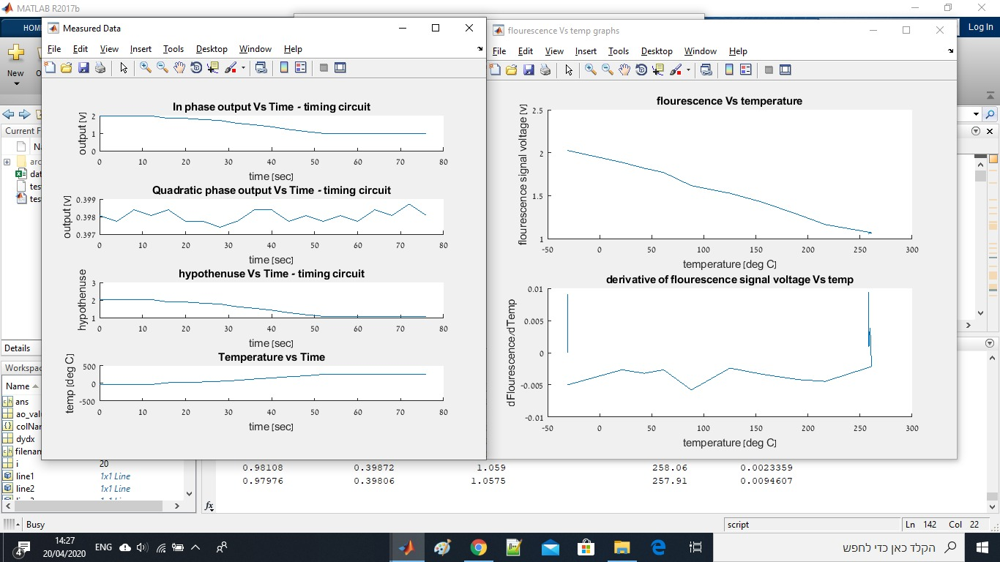 MATLAB R2017b
HOM
Log In
New
Current F
Na
arc
dat
tes
tes
Details
Workspac
Name
ans
ao_valu
colNar
dydx
filenan
i
20
line1
1x1 Line
line2
1x1 Line
Measured Data
File Edit View Insert Tools Desktop Window Help
In phase output Vs Time - timing circuit
output [v]
2
1
0
0 10 20 30 40 50 60 70 80
time [sec]
Quadratic phase output Vs Time - timing circuit
output [v]
0.399
0.398
0.397
0 10 20 30 40 50 60 70 80
time [sec]
hypothenuse Vs Time - timing circuit
hypothenuse
3
2
1
0 10 20 30 40 50 60 70 80
time [sec]
Temperature vs Time
temp [deg C]
500
0
-500
0 10 20 30 40 50 60 70 80
time [sec]
flourescence Vs temp graphs
File Edit View Insert Tools Desktop Window Help
flourescence Vs temperature
flourescence signal voltage [v]
2.5
2
1.5
1
-50 0 50 100 150 200 250 300
temperature [deg C]
derivative of flourescence signal voltage Vs temp
dFlourescence/dTemp
0.01
0.005
0
-0.005
-0.01
-50 0 50 100 150 200 250 300
temperature [deg C]
0.98108 0.39872 1.059 258.06 0.0023359
0.97976 0.39806 1.0575 257.91 0.0094607
fx
Busy
script
Ln 142 Col 22
4
14:27
20/04/2020
ENG
הקלד כאן כדי לחפש